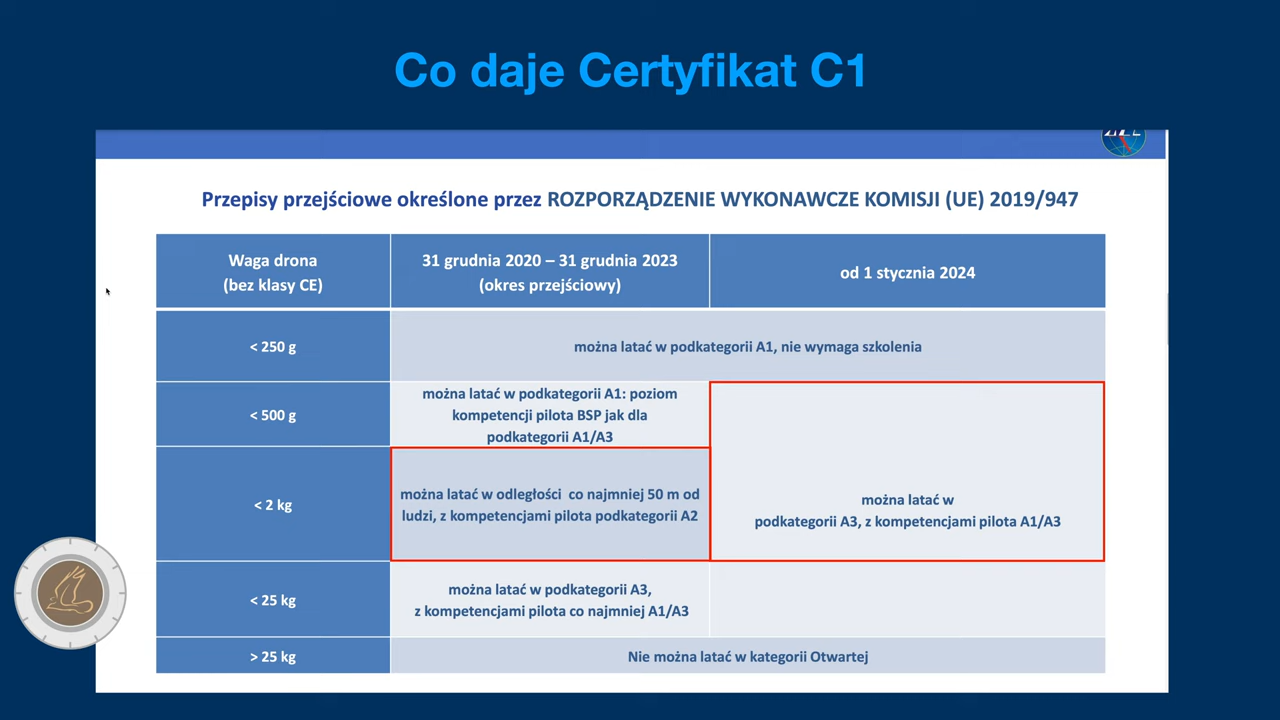 Co daje Certyfikat C1
Przepisy przejściowe określone przez ROZPORZĄDZENIE WYKONAWCZE KOMISJI (UE) 2019/947
Waga drona
(bez klasy CE)
31 grudnia 2020 – 31 grudnia 2023
(okres przejściowy)
od 1 stycznia 2024
< 250 g
można latać w podkategorii A1, nie wymaga szkolenia
< 500 g
można latać w podkategorii A1: poziom
kompetencji pilota BSP jak dla
podkategorii A1/A3
< 2 kg
można latać w odległości co najmniej 50 m od
ludzi, z kompetencjami pilota podkategorii A2
można latać w
podkategorii A3, z kompetencjami pilota A1/A3
< 25 kg
można latać w podkategorii A3,
z kompetencjami pilota co najmniej A1/A3
> 25 kg
Nie można latać w kategorii Otwartej